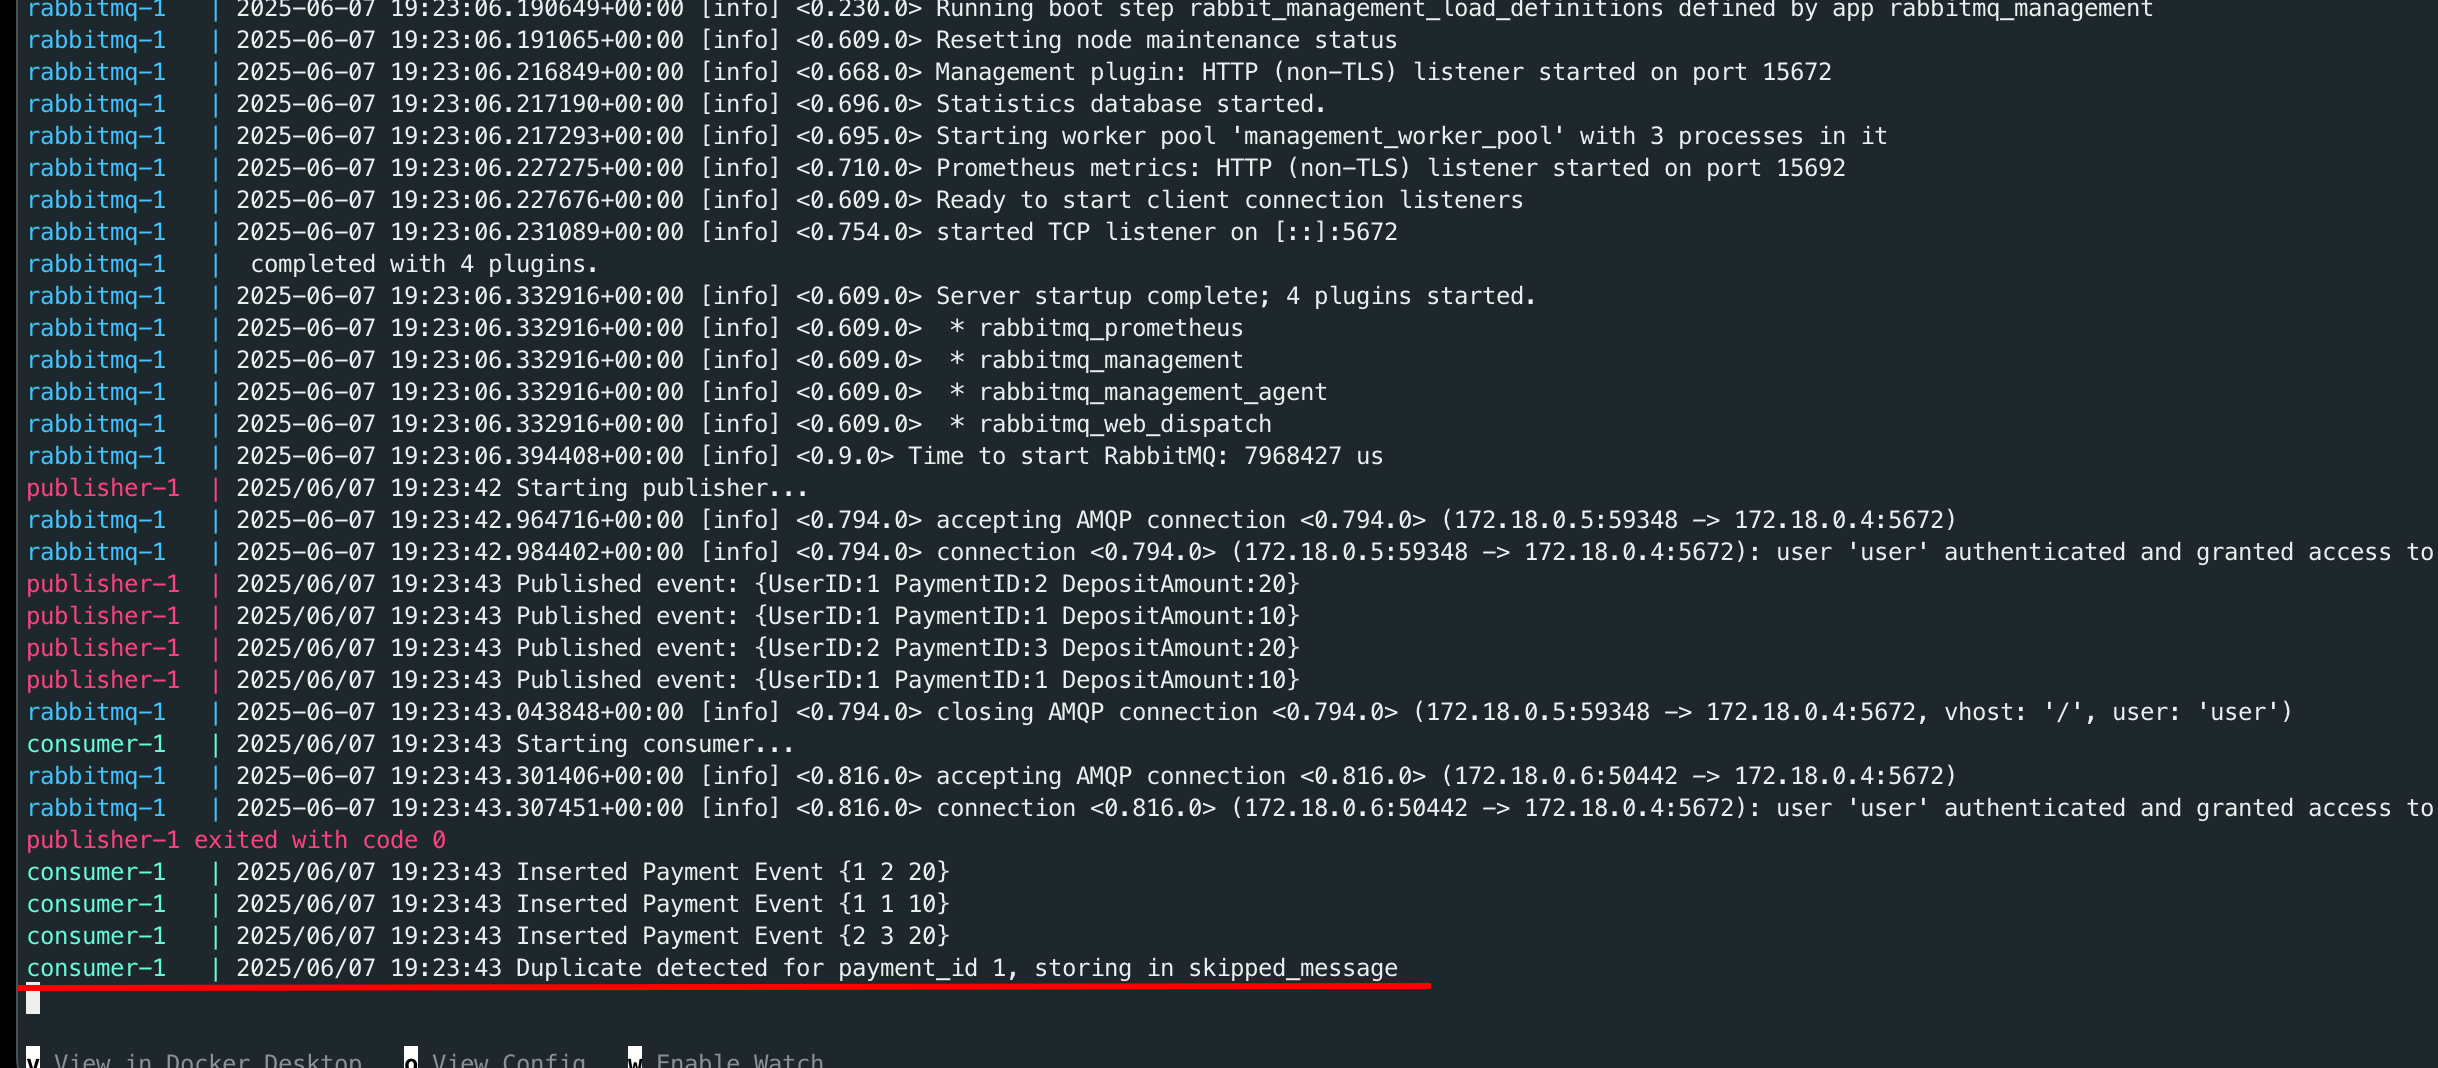 rabbitmq-1   | 2025-06-07 19:23:06.190649+00:00 [info] <0.230.0> Running boot step rabbit_management_load_definitions defined by app rabbitmq_management
rabbitmq-1   | 2025-06-07 19:23:06.191065+00:00 [info] <0.609.0> Resetting node maintenance status
rabbitmq-1   | 2025-06-07 19:23:06.216849+00:00 [info] <0.668.0> Management plugin: HTTP (non-TLS) listener started on port 15672
rabbitmq-1   | 2025-06-07 19:23:06.217190+00:00 [info] <0.696.0> Statistics database started.
rabbitmq-1   | 2025-06-07 19:23:06.217293+00:00 [info] <0.695.0> Starting worker pool 'management_worker_pool' with 3 processes in it
rabbitmq-1   | 2025-06-07 19:23:06.227275+00:00 [info] <0.710.0> Prometheus metrics: HTTP (non-TLS) listener started on port 15692
rabbitmq-1   | 2025-06-07 19:23:06.227676+00:00 [info] <0.609.0> Ready to start client connection listeners
rabbitmq-1   | 2025-06-07 19:23:06.231089+00:00 [info] <0.754.0> started TCP listener on [::]:5672
rabbitmq-1   |  completed with 4 plugins.
rabbitmq-1   | 2025-06-07 19:23:06.332916+00:00 [info] <0.609.0> Server startup complete; 4 plugins started.
rabbitmq-1   | 2025-06-07 19:23:06.332916+00:00 [info] <0.609.0>  * rabbitmq_prometheus
rabbitmq-1   | 2025-06-07 19:23:06.332916+00:00 [info] <0.609.0>  * rabbitmq_management
rabbitmq-1   | 2025-06-07 19:23:06.332916+00:00 [info] <0.609.0>  * rabbitmq_management_agent
rabbitmq-1   | 2025-06-07 19:23:06.332916+00:00 [info] <0.609.0>  * rabbitmq_web_dispatch
rabbitmq-1   | 2025-06-07 19:23:06.394408+00:00 [info] <0.9.0> Time to start RabbitMQ: 7968427 us
publisher-1  | 2025/06/07 19:23:42 Starting publisher...
rabbitmq-1   | 2025-06-07 19:23:42.964716+00:00 [info] <0.794.0> accepting AMQP connection <0.794.0> (172.18.0.5:59348 -> 172.18.0.4:5672)
rabbitmq-1   | 2025-06-07 19:23:42.984402+00:00 [info] <0.794.0> connection <0.794.0> (172.18.0.5:59348 -> 172.18.0.4:5672): user 'user' authenticated and granted access to
publisher-1  | 2025/06/07 19:23:43 Published event: {UserID:1 PaymentID:2 DepositAmount:20}
publisher-1  | 2025/06/07 19:23:43 Published event: {UserID:1 PaymentID:1 DepositAmount:10}
publisher-1  | 2025/06/07 19:23:43 Published event: {UserID:2 PaymentID:3 DepositAmount:20}
publisher-1  | 2025/06/07 19:23:43 Published event: {UserID:1 PaymentID:1 DepositAmount:10}
rabbitmq-1   | 2025-06-07 19:23:43.043848+00:00 [info] <0.794.0> closing AMQP connection <0.794.0> (172.18.0.5:59348 -> 172.18.0.4:5672, vhost: '/', user: 'user')
consumer-1   | 2025/06/07 19:23:43 Starting consumer...
rabbitmq-1   | 2025-06-07 19:23:43.301406+00:00 [info] <0.816.0> accepting AMQP connection <0.816.0> (172.18.0.6:50442 -> 172.18.0.4:5672)
rabbitmq-1   | 2025-06-07 19:23:43.307451+00:00 [info] <0.816.0> connection <0.816.0> (172.18.0.6:50442 -> 172.18.0.4:5672): user 'user' authenticated and granted access to
publisher-1 exited with code 0
consumer-1   | 2025/06/07 19:23:43 Inserted Payment Event {1 2 20}
consumer-1   | 2025/06/07 19:23:43 Inserted Payment Event {1 1 10}
consumer-1   | 2025/06/07 19:23:43 Inserted Payment Event {2 3 20}
consumer-1   | 2025/06/07 19:23:43 Duplicate detected for payment_id 1, storing in skipped_message
v View in Docker Desktop   o View Config   w Enable Watch